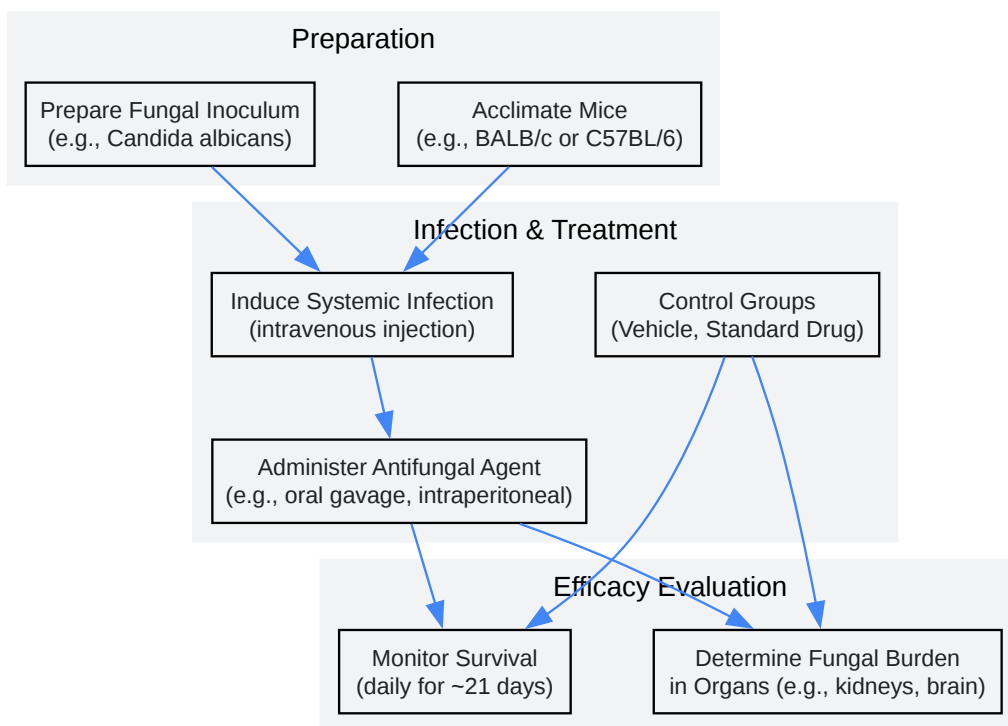 Preparation
Prepare Fungal Inoculum
(e.g., Candida albicans)
Acclimate Mice
(e.g., BALB/c or C57BL/6)
Infection & Treatment
Induce Systemic Infection
(intravenous injection)
Control Groups
(Vehicle, Standard Drug)
Administer Antifungal Agent
(e.g., oral gavage, intraperitoneal)
Efficacy Evaluation
Monitor Survival
(daily for ~21 days)
Determine Fungal Burden
in Organs (e.g., kidneys, brain)